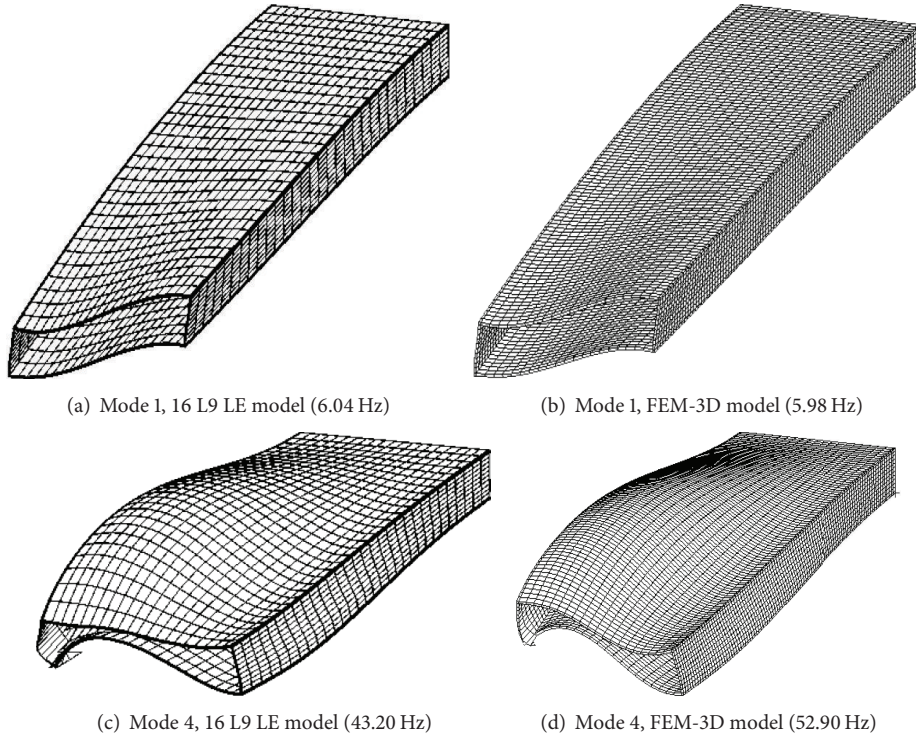 (a) Mode 1, 16 L9 LE model (6.04 Hz)
(b) Mode 1, FEM-3D model (5.98 Hz)
(c) Mode 4, 16 L9 LE model (43.20 Hz)
(d) Mode 4, FEM-3D model (52.90 Hz)